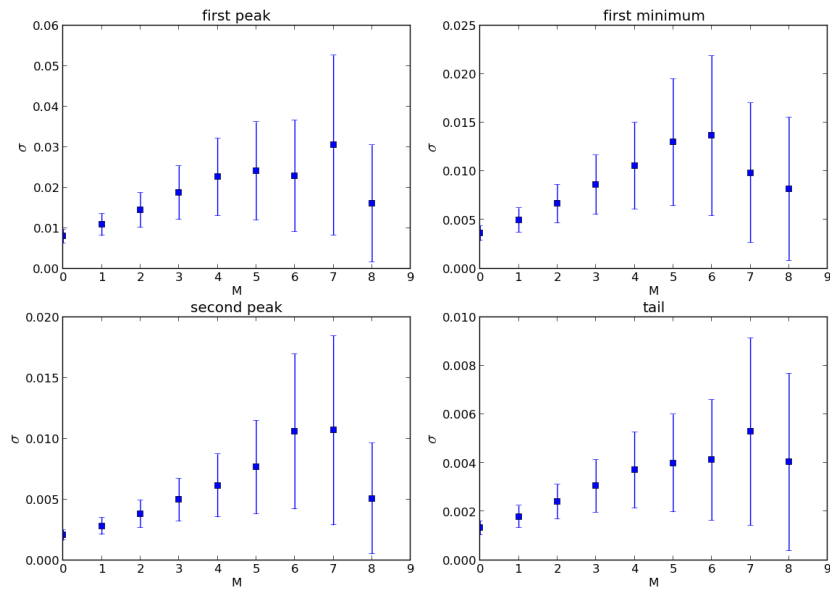 first peak
0.06
0.05
0.04
0.03
0.02
0.01
0.00
σ
0 1 2 3 4 5 6 7 8 9
M
first minimum
0.025
0.020
0.015
0.010
0.005
0.000
σ
0 1 2 3 4 5 6 7 8 9
M
second peak
0.020
0.015
0.010
0.005
0.000
σ
0 1 2 3 4 5 6 7 8 9
M
tail
0.010
0.008
0.006
0.004
0.002
0.000
σ
0 1 2 3 4 5 6 7 8 9
M